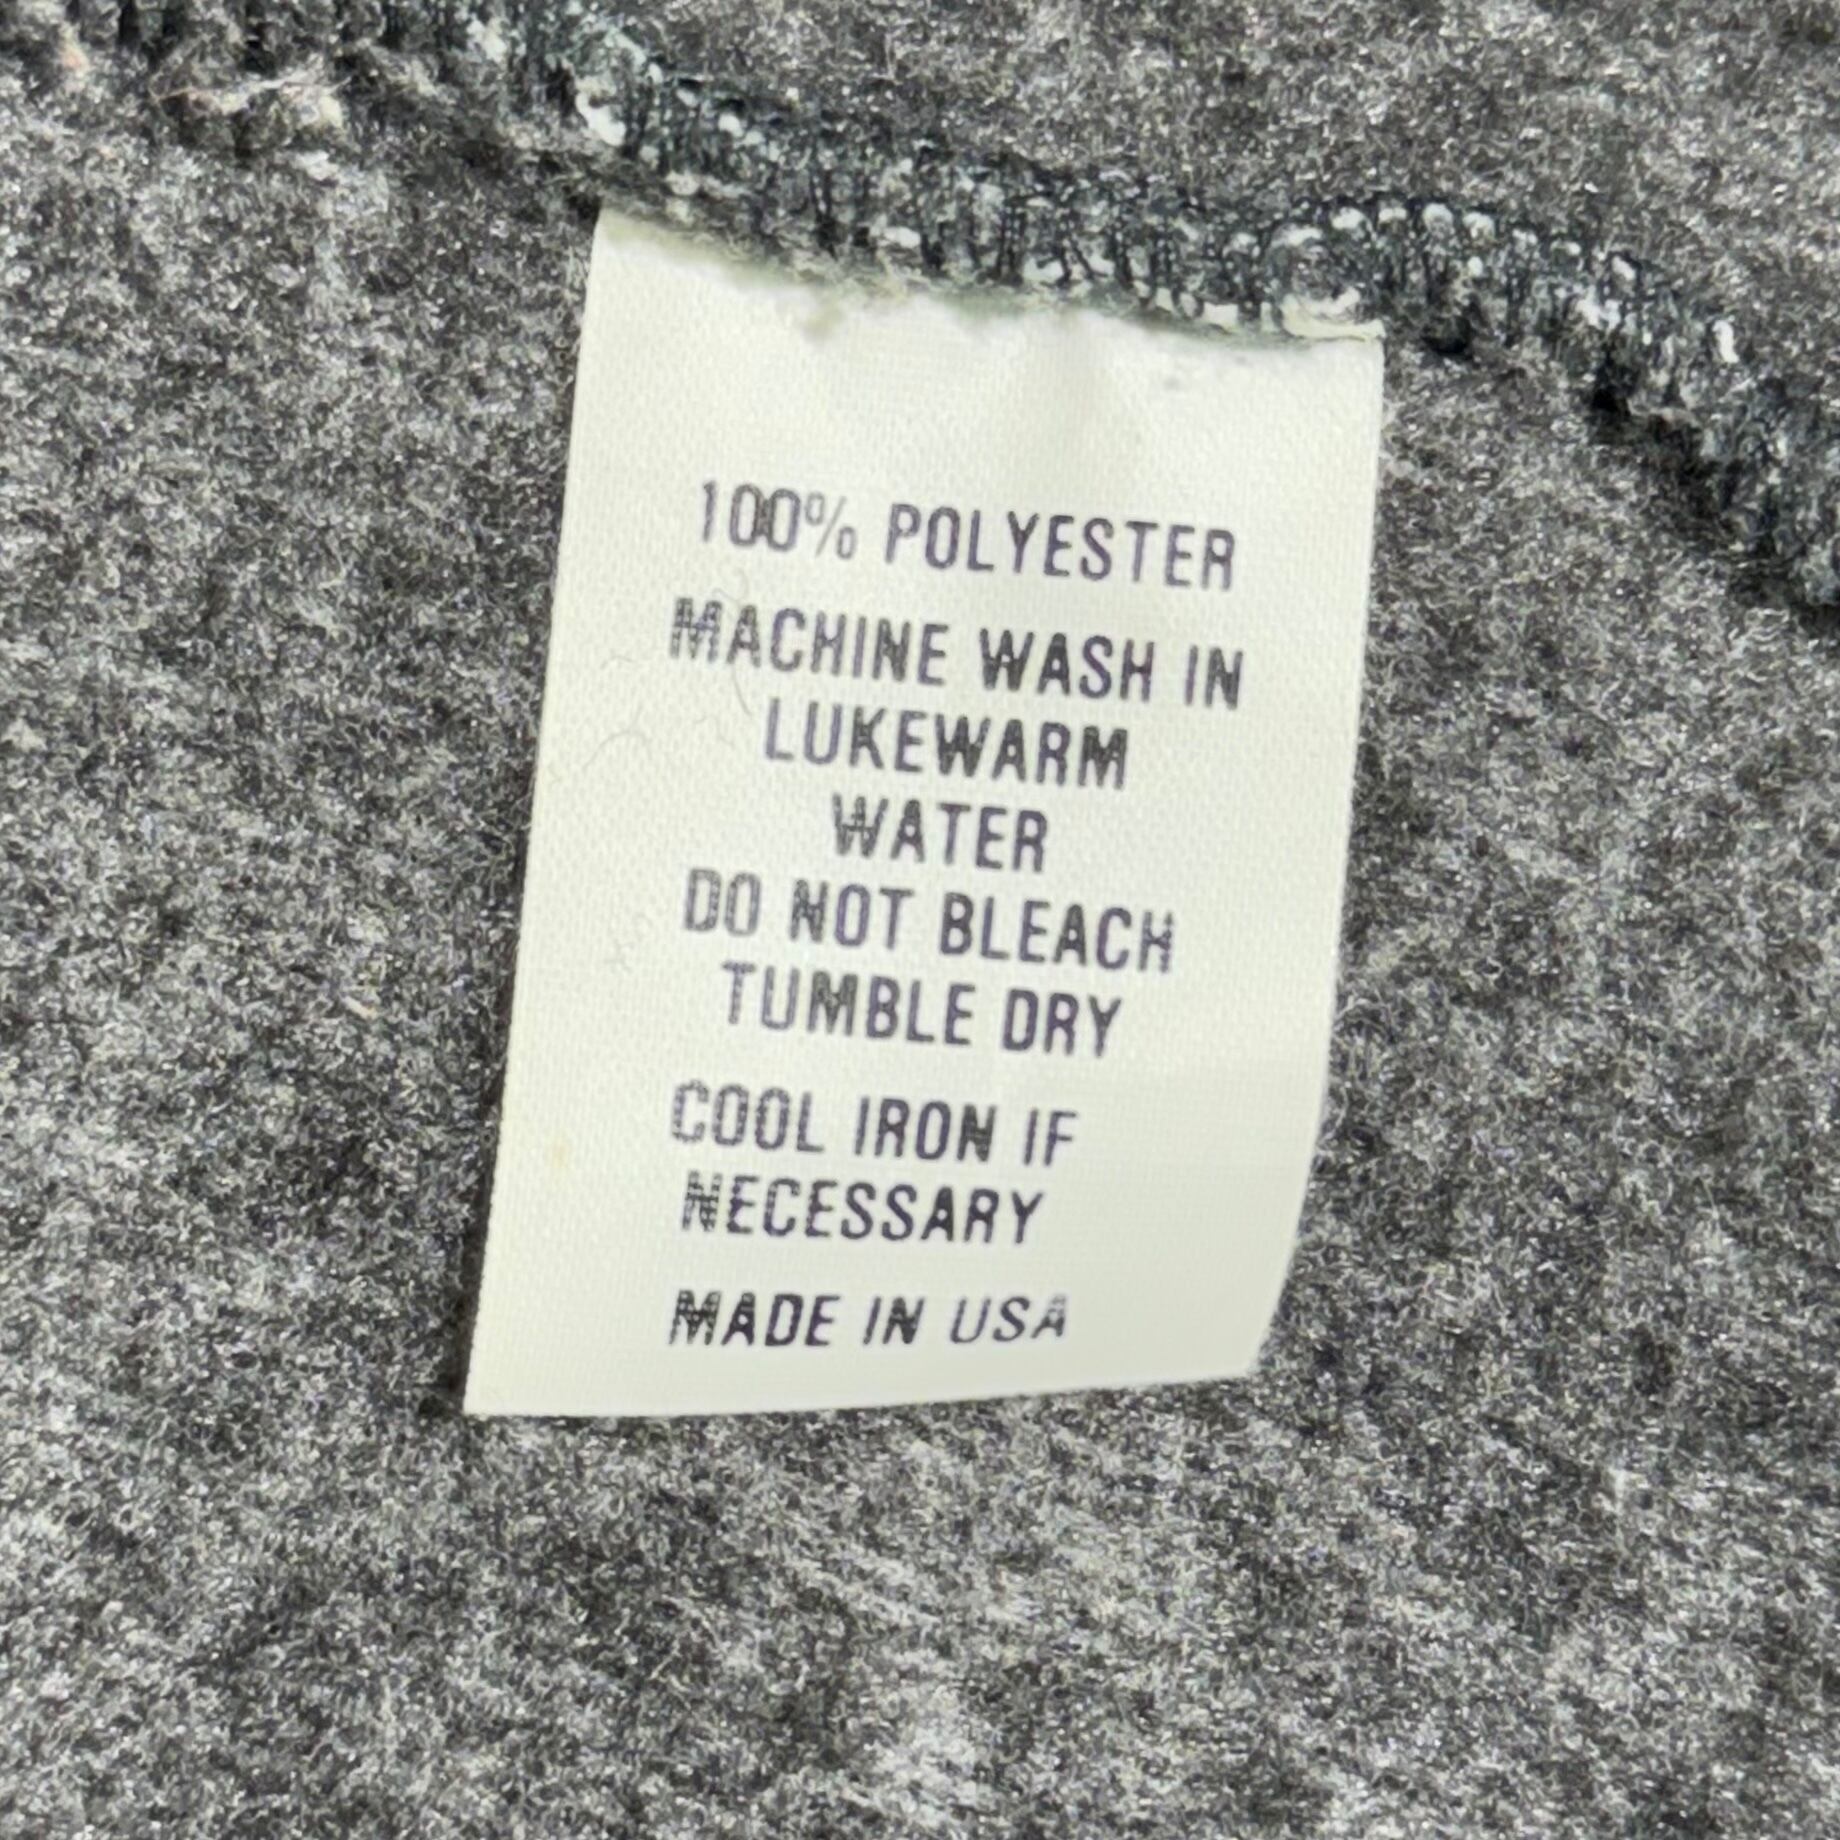 100% POLYESTER
MACHINE WASH IN
LUKEWARM
WATER
DO NOT BLEACH
TUMBLE DRY
COOL IRON IF
NECESSARY
MADE IN USA